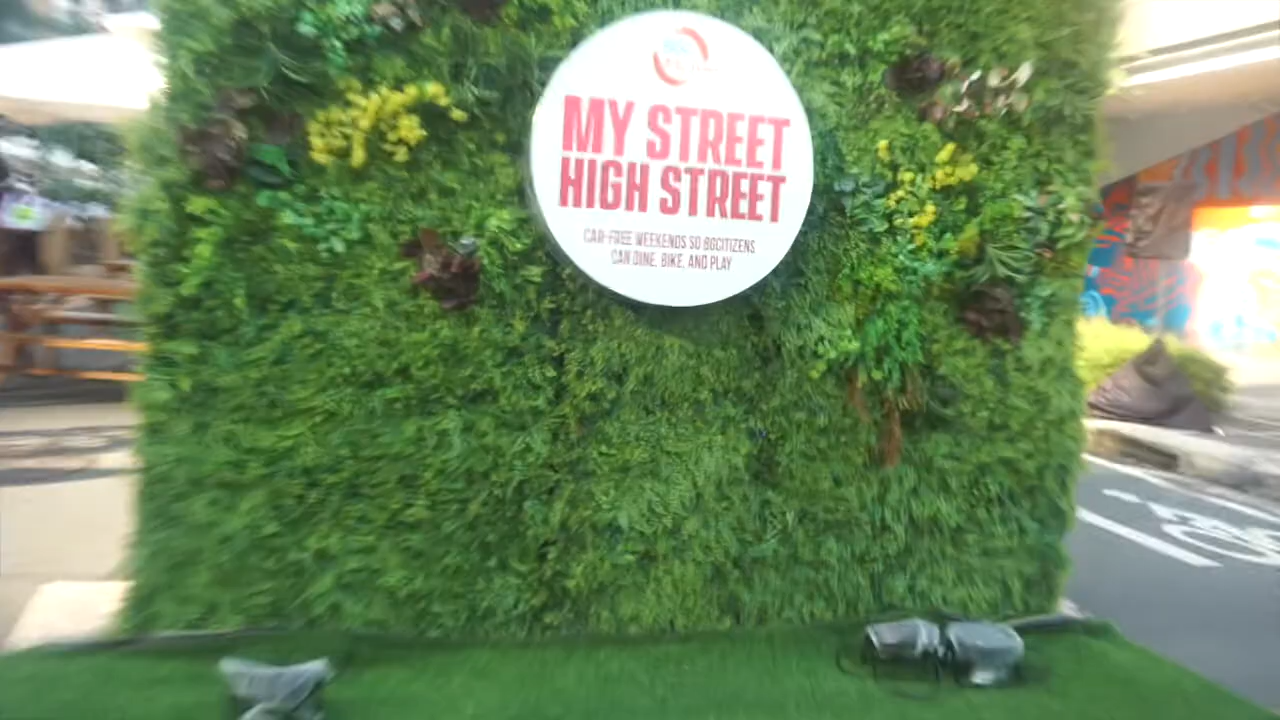 MY STREET
HIGH STREET
CAR-FREE WEEKENDS SO BGCITIZENS
CAN DINE, BIKE, AND PLAY